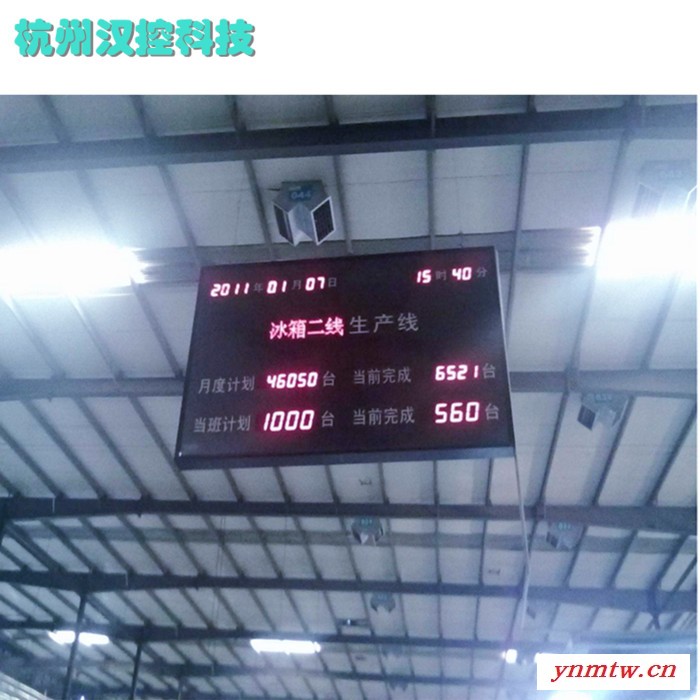 杭州汉控科技
2011年01月07日 15时40分
冰箱二线生产线
月度计划 46050台 当前完成 6521台
当班计划 1000台 当前完成 560台
ynmtw.cn